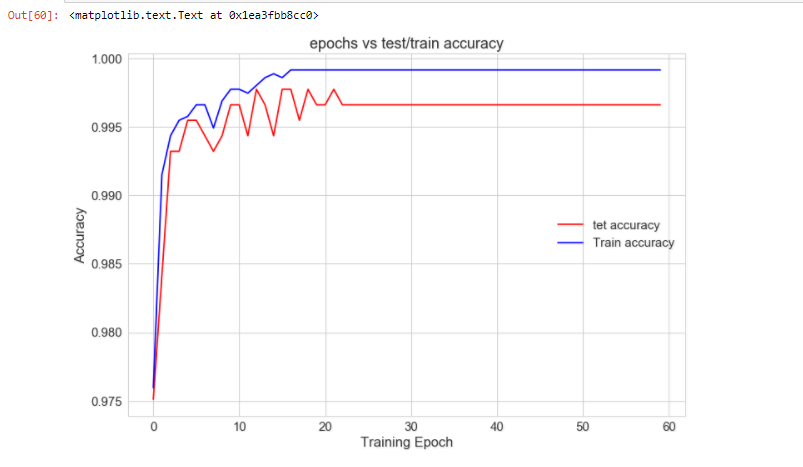 Out[60]: <matplotlib.text.Text at 0x1ea3fbb8cc0>
epochs vs test/train accuracy
1.000
0.995
0.990
0.985
0.980
0.975
Accuracy
tet accuracy
Train accuracy
0 10 20 30 40 50 60
Training Epoch